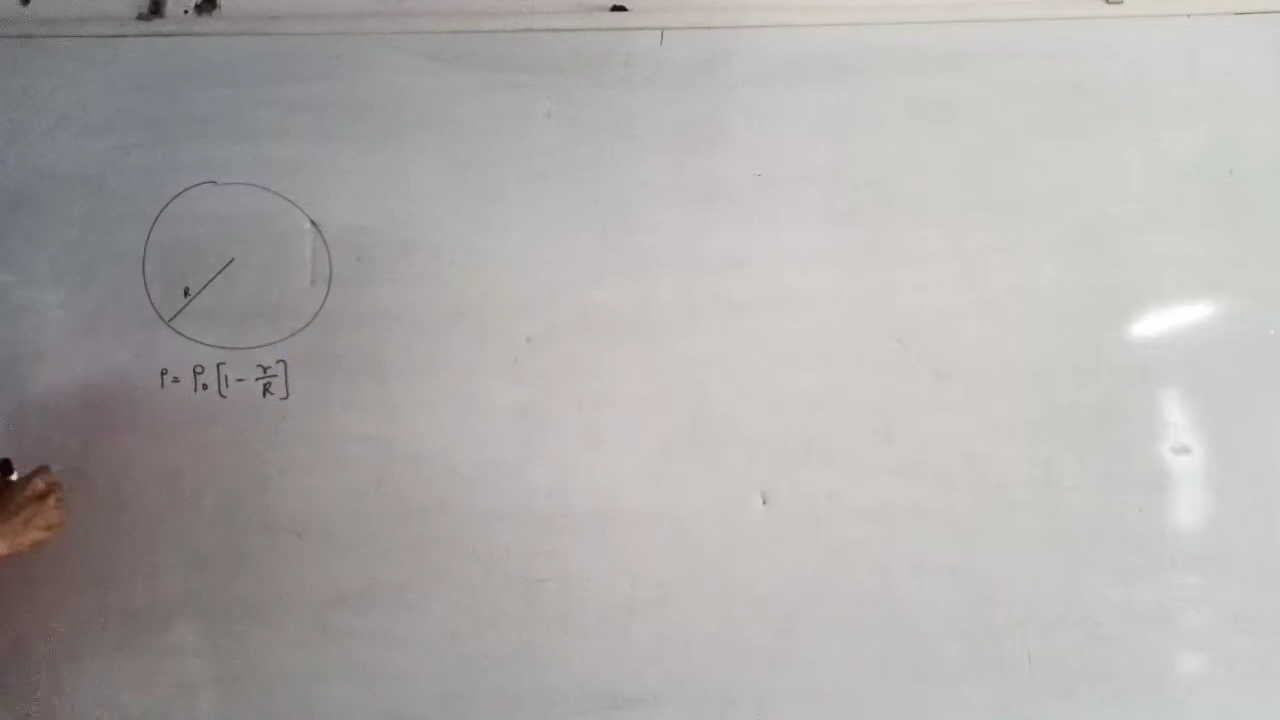 R
ρ = ρ₀ [1 - r/R]